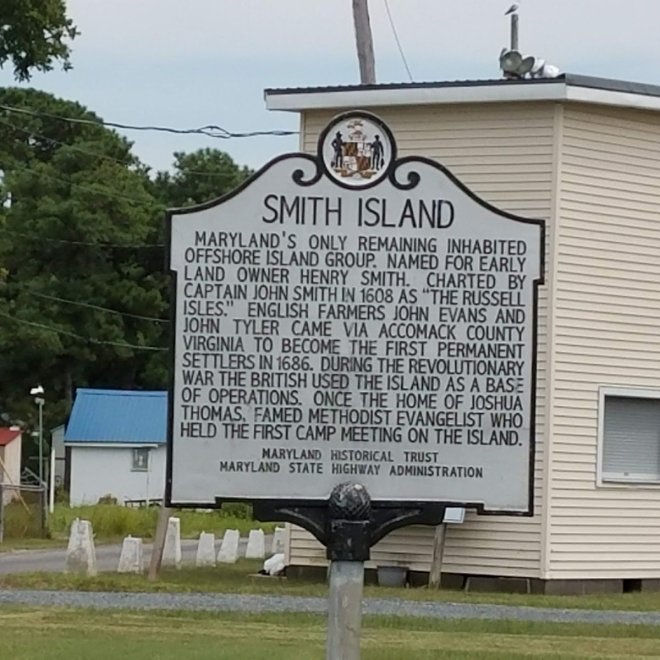 SMITH ISLAND
MARYLAND'S ONLY REMAINING INHABITED
OFFSHORE ISLAND GROUP. NAMED FOR EARLY
LAND OWNER HENRY SMITH. CHARTED BY
CAPTAIN JOHN SMITH IN 1608 AS "THE RUSSELL
ISLES." ENGLISH FARMERS JOHN EVANS AND
JOHN TYLER CAME VIA ACCOMACK COUNTY
VIRGINIA TO BECOME THE FIRST PERMANENT
SETTLERS IN 1686. DURING THE REVOLUTIONARY
WAR THE BRITISH USED THE ISLAND AS A BASE
OF OPERATIONS. ONCE THE HOME OF JOSHUA
THOMAS, FAMED METHODIST EVANGELIST WHO
HELD THE FIRST CAMP MEETING ON THE ISLAND.
MARYLAND HISTORICAL TRUST
MARYLAND STATE HIGHWAY ADMINISTRATION